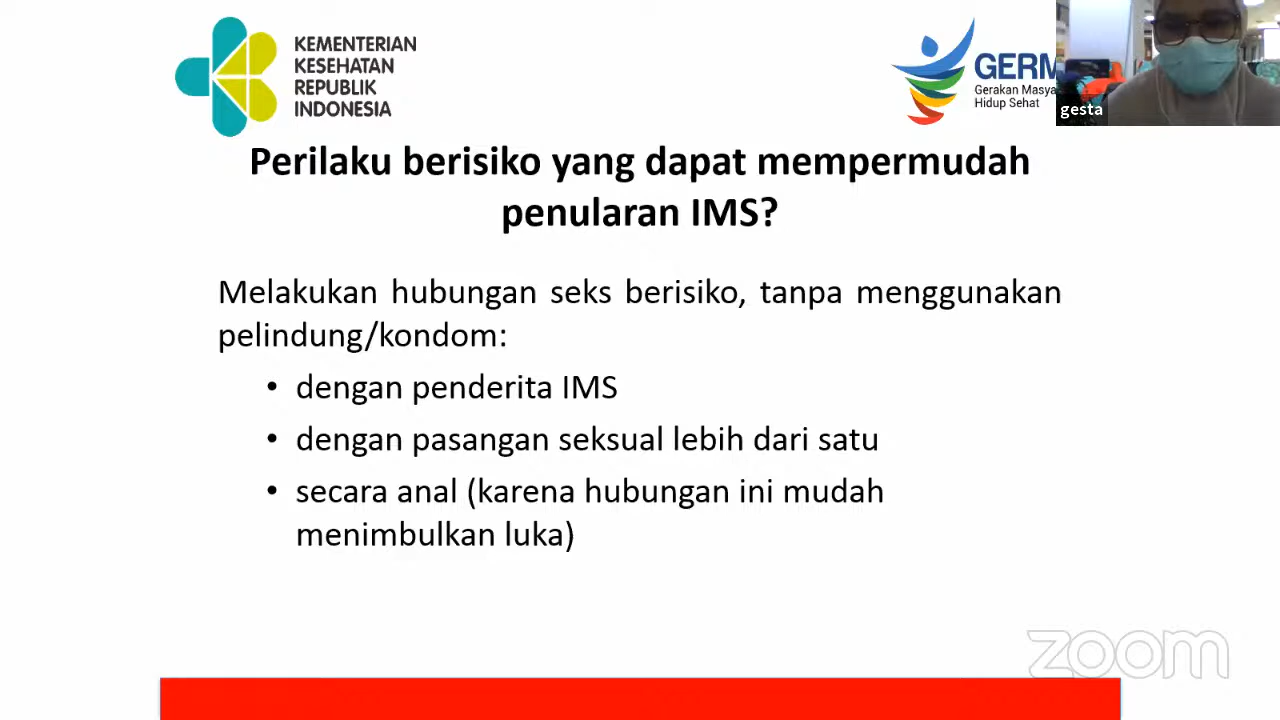 KEMENTERIAN
KESEHATAN
REPUBLIK
INDONESIA
GERM
Gerakan Masya
Hidup Sehat
gesta
Perilaku berisiko yang dapat mempermudah
penularan IMS?
Melakukan hubungan seks berisiko, tanpa menggunakan
pelindung/kondom:
• dengan penderita IMS
• dengan pasangan seksual lebih dari satu
• secara anal (karena hubungan ini mudah
menimbulkan luka)
zoom